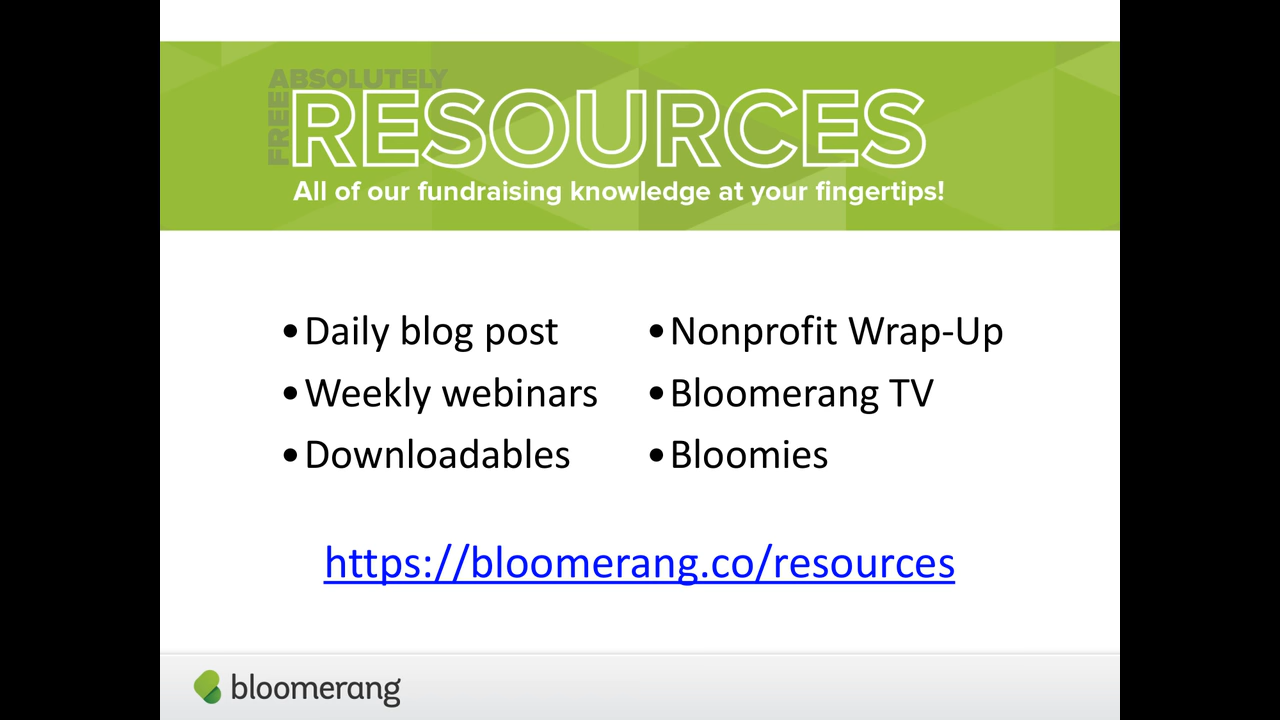 ABSOLUTELY
FREE
RESOURCES
All of our fundraising knowledge at your fingertips!
•Daily blog post
•Weekly webinars
•Downloadables
•Nonprofit Wrap-Up
•Bloomerang TV
•Bloomies
https://bloomerang.co/resources
bloomerang